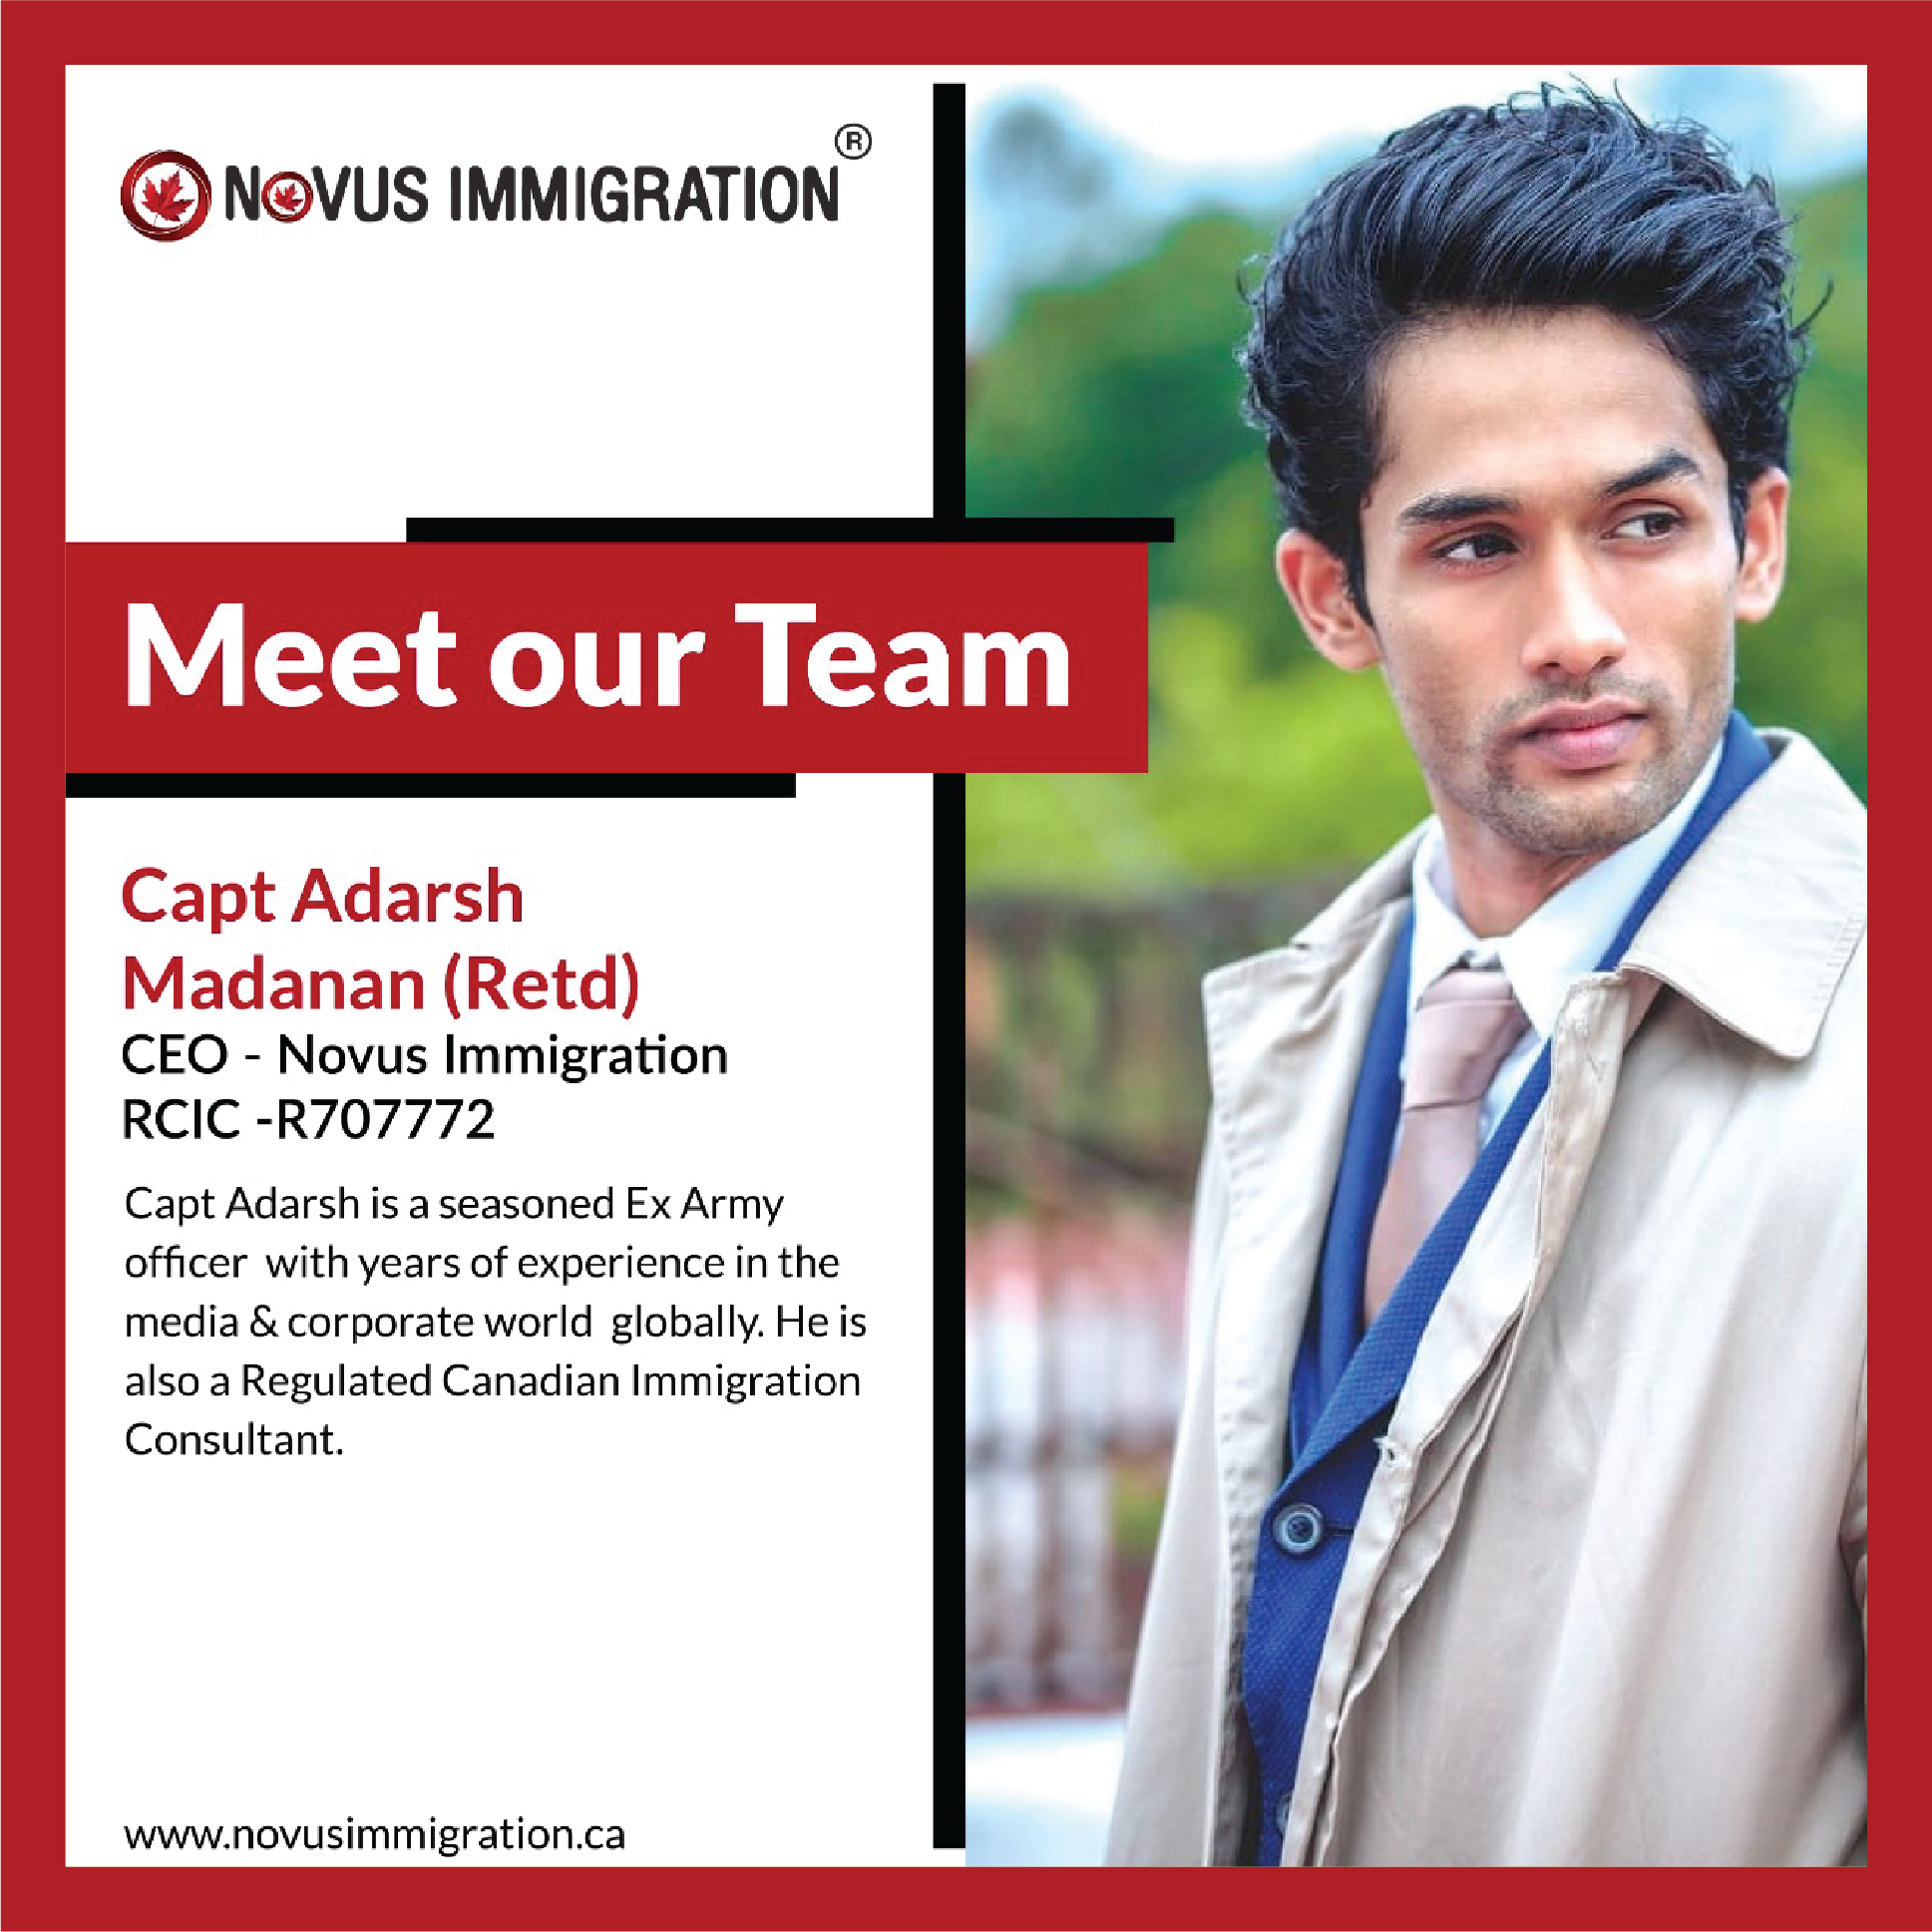 NOVUS IMMIGRATION®
Meet our Team
Capt Adarsh
Madanan (Retd)
CEO - Novus Immigration
RCIC -R707772
Capt Adarsh is a seasoned Ex Army
officer with years of experience in the
media & corporate world globally. He is
also a Regulated Canadian Immigration
Consultant.
www.novusimmigration.ca